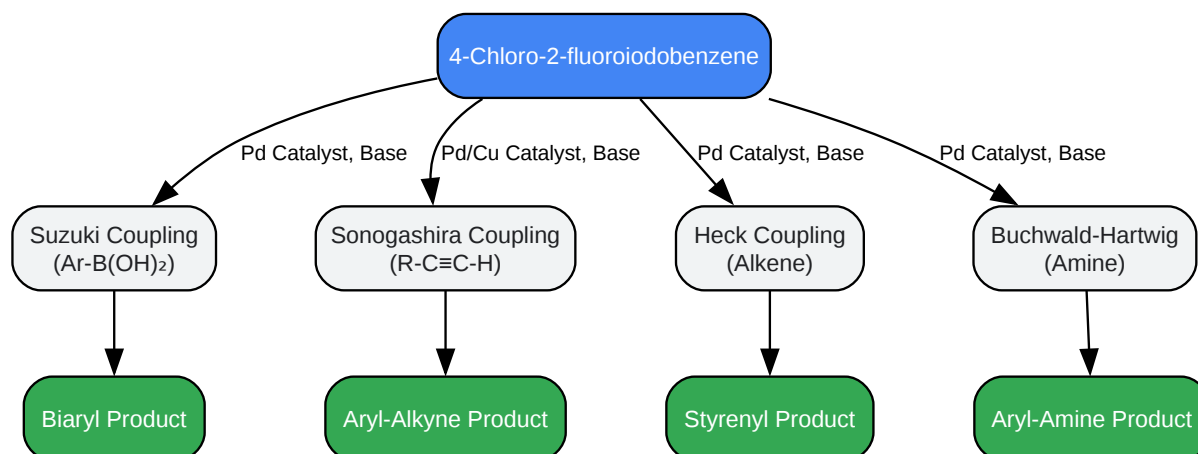 4-Chloro-2-fluoroiodobenzene
Pd Catalyst, Base
Pd/Cu Catalyst, Base
Pd Catalyst, Base
Pd Catalyst, Base
Suzuki Coupling
(Ar-B(OH)₂)
Sonogashira Coupling
(R-C≡C-H)
Heck Coupling
(Alkene)
Buchwald-Hartwig
(Amine)
Biaryl Product
Aryl-Alkyne Product
Styrenyl Product
Aryl-Amine Product